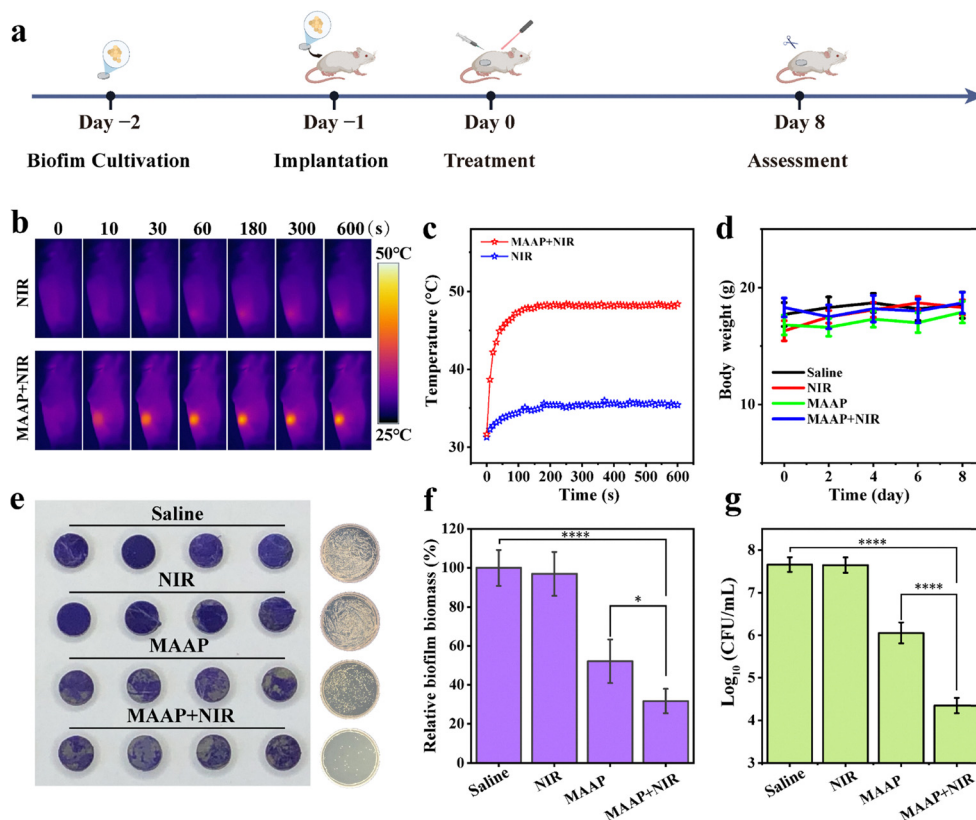 a
Day −2
Day −1
Day 0
Day 8
Biofim Cultivation
Implantation
Treatment
Assessment
b
0 10 30 60 180 300 600 (s)
NIR
MAAP+NIR
50℃
25℃
c
MAAP+NIR
NIR
Temperature (°C)
60
50
40
30
0 100 200 300 400 500 600
Time (s)
d
Body weight (g)
20
10
Saline
NIR
MAAP
MAAP+NIR
0 2 4 6 8
Time (day)
e
Saline
NIR
MAAP
MAAP+NIR
f
Relative biofilm biomass (%)
120
100
80
60
40
20
0
****
*
Saline NIR MAAP MAAP+NIR
g
Log₁₀ (CFU/mL)
8
7
6
5
4
3
****
****
Saline NIR MAAP MAAP+NIR